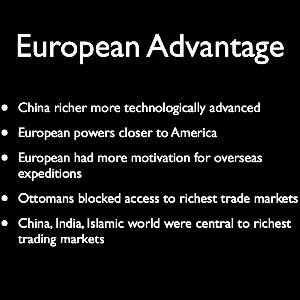 European Advantage
• China richer more technologically advanced
• European powers closer to America
• European had more motivation for overseas
expeditions
• Ottomans blocked access to richest trade markets
• China, India, Islamic world were central to richest
trading markets